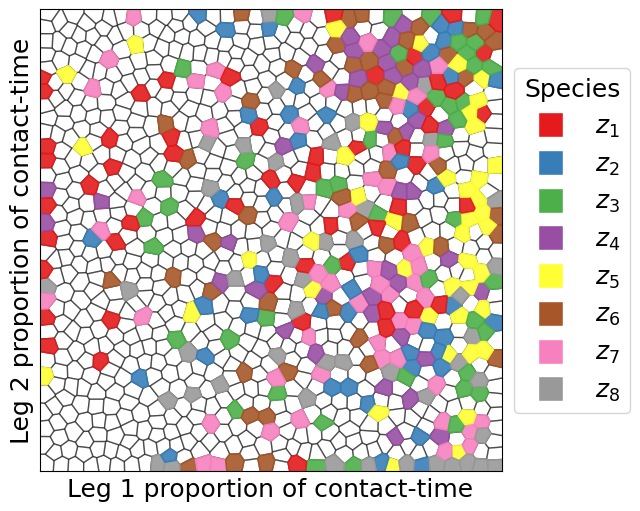 Leg 2 proportion of contact-time
Leg 1 proportion of contact-time
Species
z₁
z₂
z₃
z₄
z₅
z₆
z₇
z₈